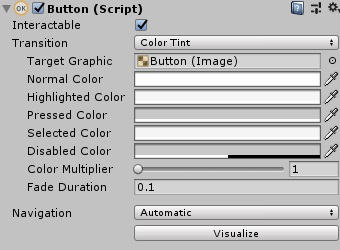 OK Button (Script)
Interactable
Transition Color Tint
Target Graphic Button (Image)
Normal Color
Highlighted Color
Pressed Color
Selected Color
Disabled Color
Color Multiplier 1
Fade Duration 0.1
Navigation Automatic
Visualize